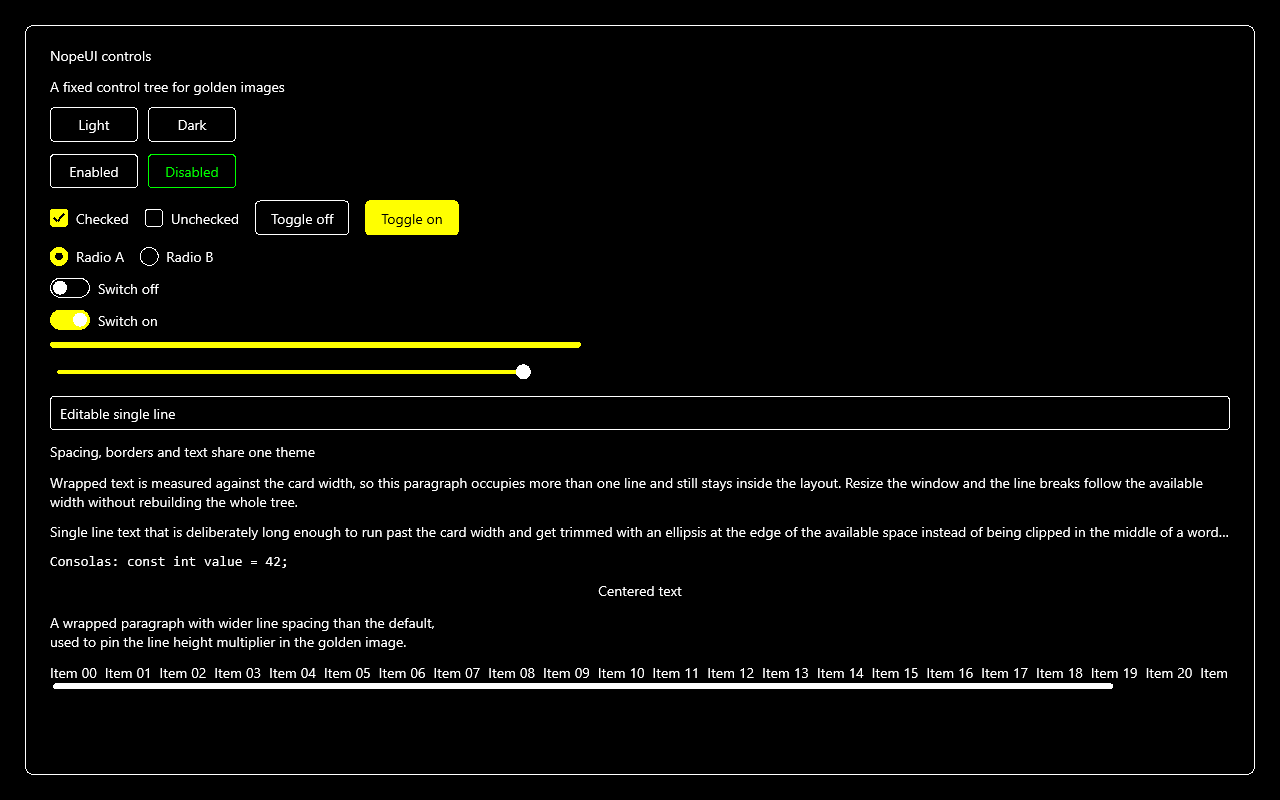 NopeUI controls
A fixed control tree for golden images
Light Dark
Enabled Disabled
Checked Unchecked Toggle off Toggle on
Radio A Radio B
Switch off
Switch on
Editable single line
Spacing, borders and text share one theme
Wrapped text is measured against the card width, so this paragraph occupies more than one line and still stays inside the layout. Resize the window and the line breaks follow the available
width without rebuilding the whole tree.
Single line text that is deliberately long enough to run past the card width and get trimmed with an ellipsis at the edge of the available space instead of being clipped in the middle of a word...
Consolas: const int value = 42;
Centered text
A wrapped paragraph with wider line spacing than the default,
used to pin the line height multiplier in the golden image.
Item 00 Item 01 Item 02 Item 03 Item 04 Item 05 Item 06 Item 07 Item 08 Item 09 Item 10 Item 11 Item 12 Item 13 Item 14 Item 15 Item 16 Item 17 Item 18 Item 19 Item 20 Item